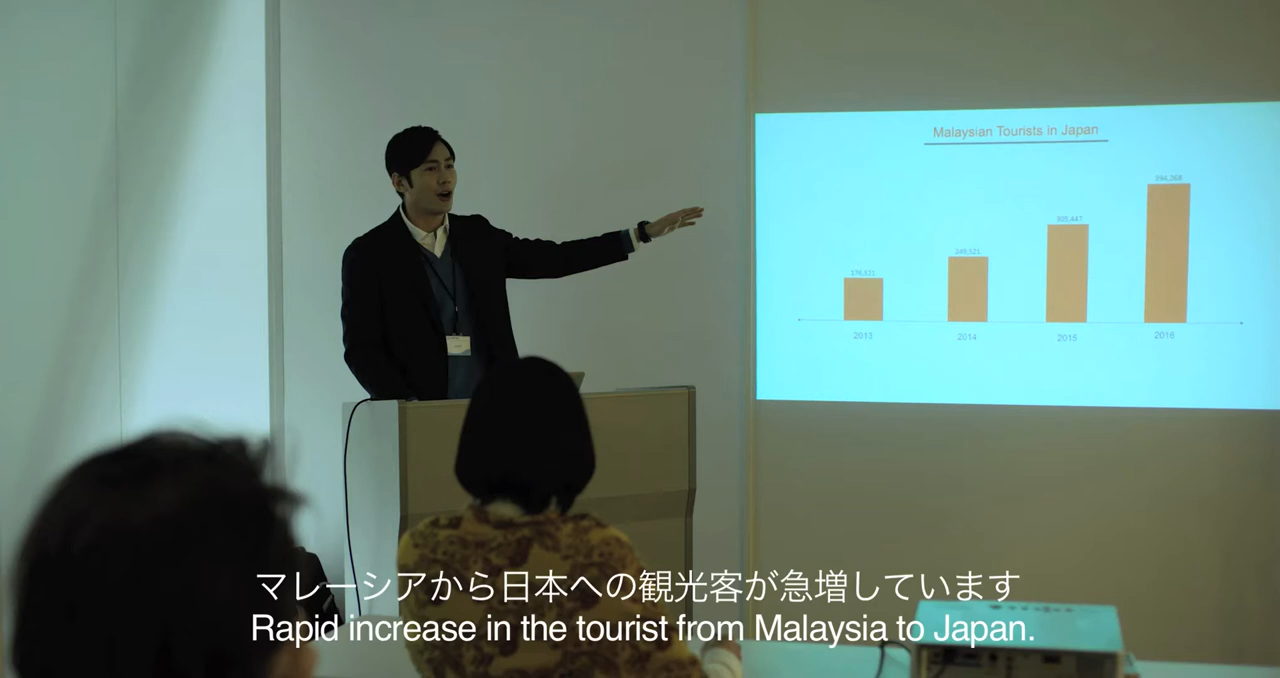 Malaysian Tourists in Japan
394,268
305,447
249,521
2013
2014
2015
2016
マレーシアから日本への観光客が急増しています
Rapid increase in the tourist from Malaysia to Japan.